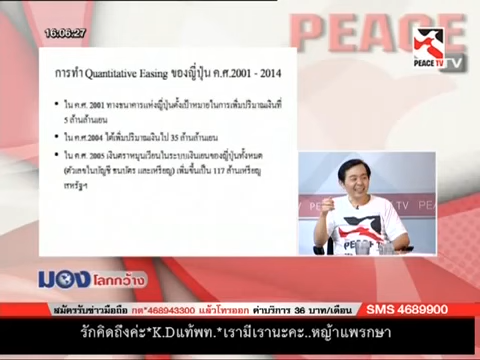 16:06:27
PEACE
PEACE TV
TV
การทำ Quantitative Easing ของญี่ปุ่น ค.ศ.2001 - 2014
• ใน ค.ศ. 2001 ทางธนาคารแห่งญี่ปุ่นตั้งเป้าหมายในการเพิ่มปริมาณเงินที่
5 ล้านล้านเยน
• ใน ค.ศ.2004 ได้เพิ่มปริมาณเงินไป 35 ล้านล้านเยน
• ใน ค.ศ. 2005 เงินตราหมุนเวียนในระบบเงินเยนของญี่ปุ่นทั้งหมด
(ตัวเลขในบัญชี ธนบัตร และเหรียญ) เพิ่มขึ้นเป็น 117 ล้านเหรียญ
สหรัฐฯ
PEACE
มองโลกกว้าง
สมัครรับข่าวมือถือ กด*468943300 แล้วโทรออก ค่าบริการ 36 บาท/เดือน SMS 4689900
รักคิดถึงค่ะ*K.Dแท้พท.*เรามีเรานะคะ..หญ้าแพรกษา